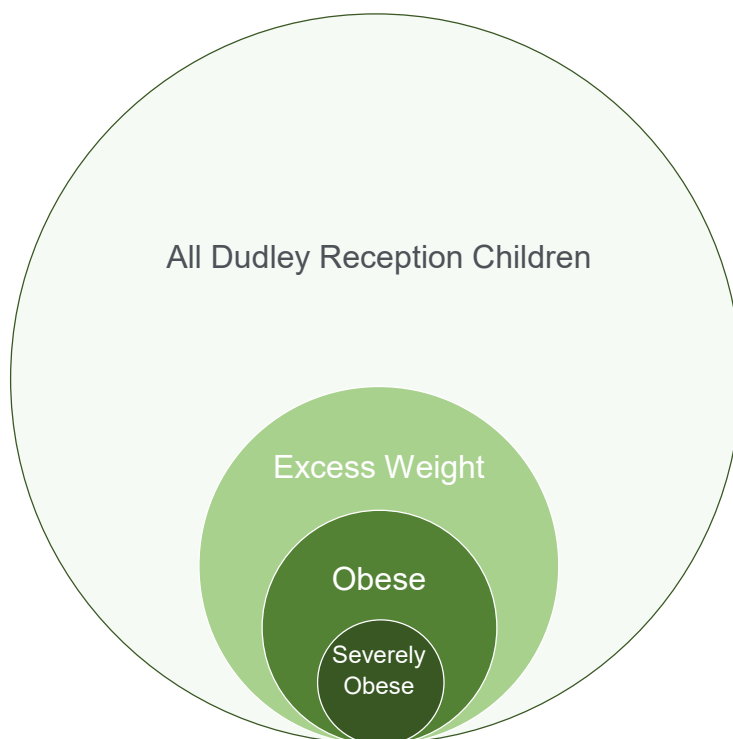 All Dudley Reception Children
Excess Weight
Obese
Severely
Obese